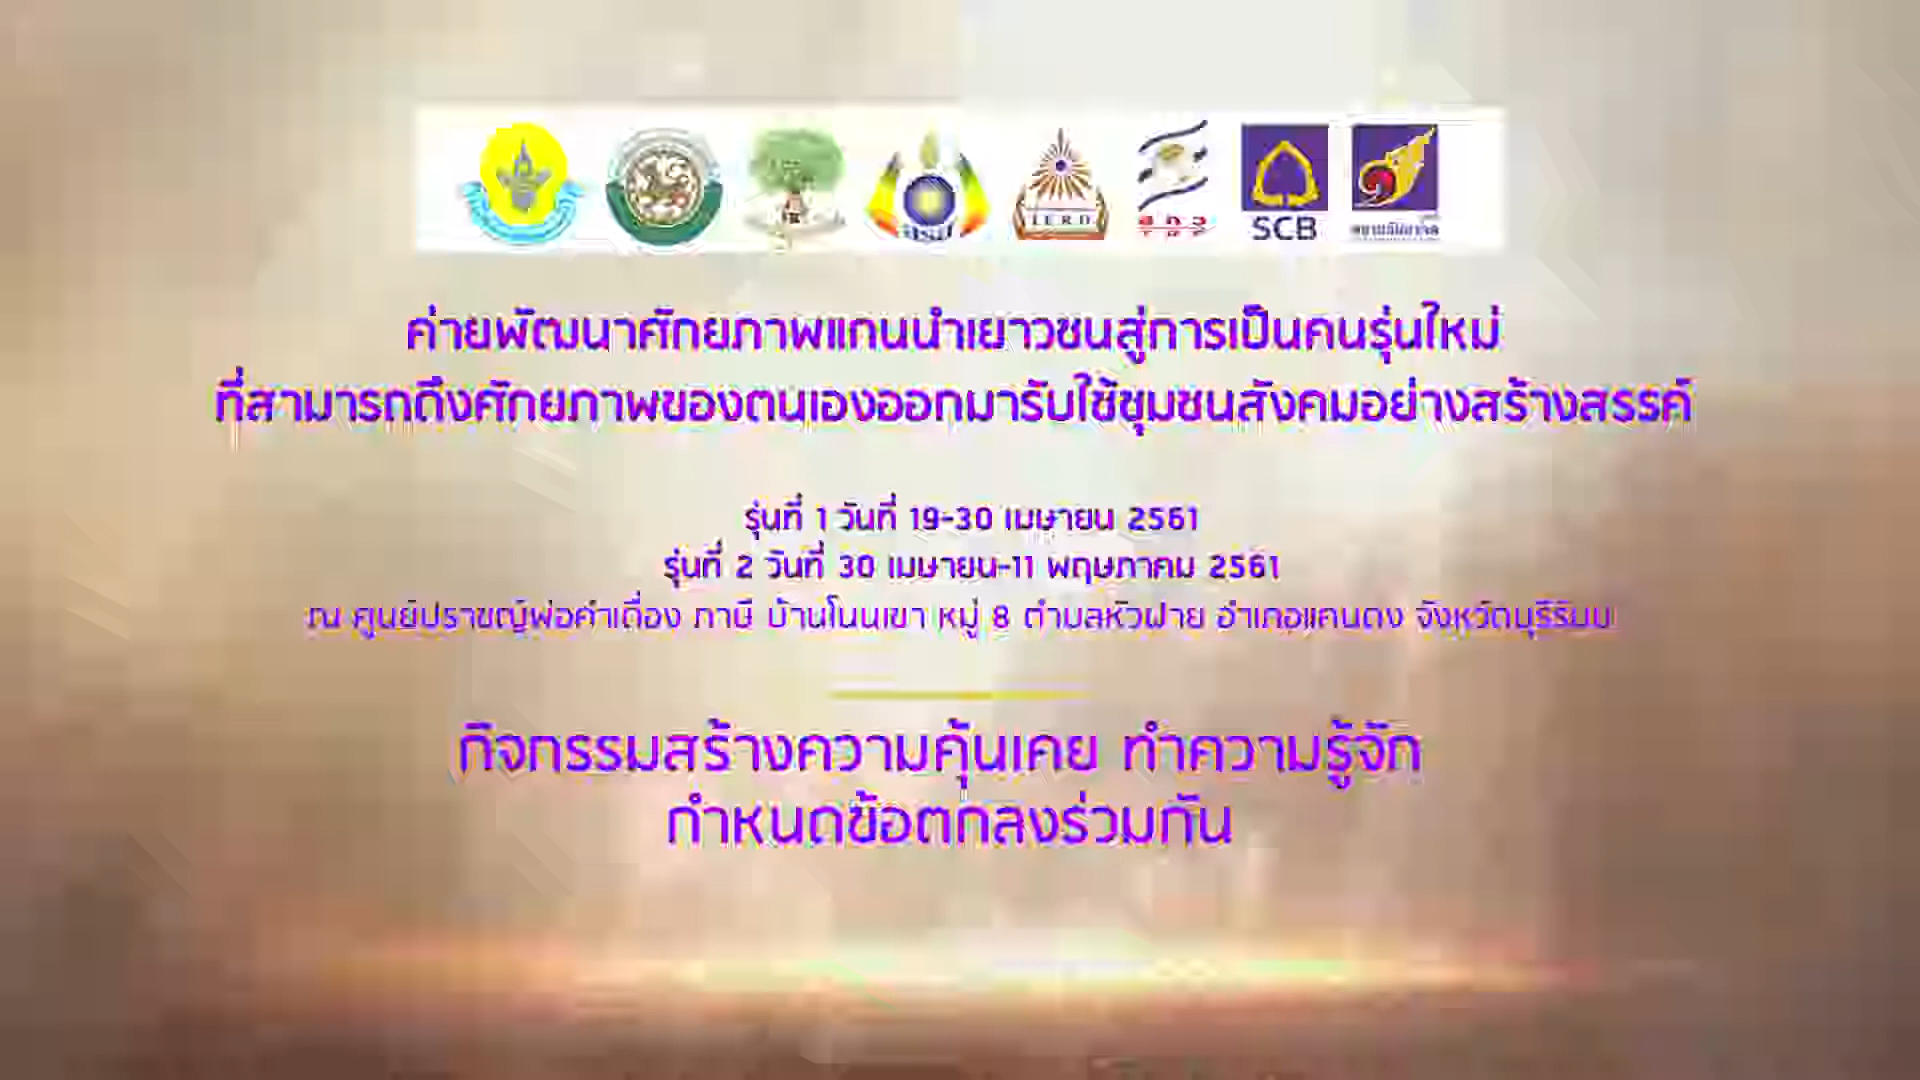 IERD
สกว
TRF
SCB
ค่ายพัฒนาศักยภาพแกนนำเยาวชนสู่การเป็นคนรุ่นใหม่
ที่สามารถดึงศักยภาพของตนเองออกมารับใช้ชุมชนสังคมอย่างสร้างสรรค์
รุ่นที่ 1 วันที่ 19-30 เมษายน 2561
รุ่นที่ 2 วันที่ 30 เมษายน-11 พฤษภาคม 2561
ณ ศูนย์ปราชญ์พ่อคำเดื่อง ภาษี บ้านโนนเขวา หมู่ 8 ตำบลหัวฝาย อำเภอแคนดง จังหวัดบุรีรัมย์
กิจกรรมสร้างความคุ้นเคย ทำความรู้จัก
กำหนดข้อตกลงร่วมกัน